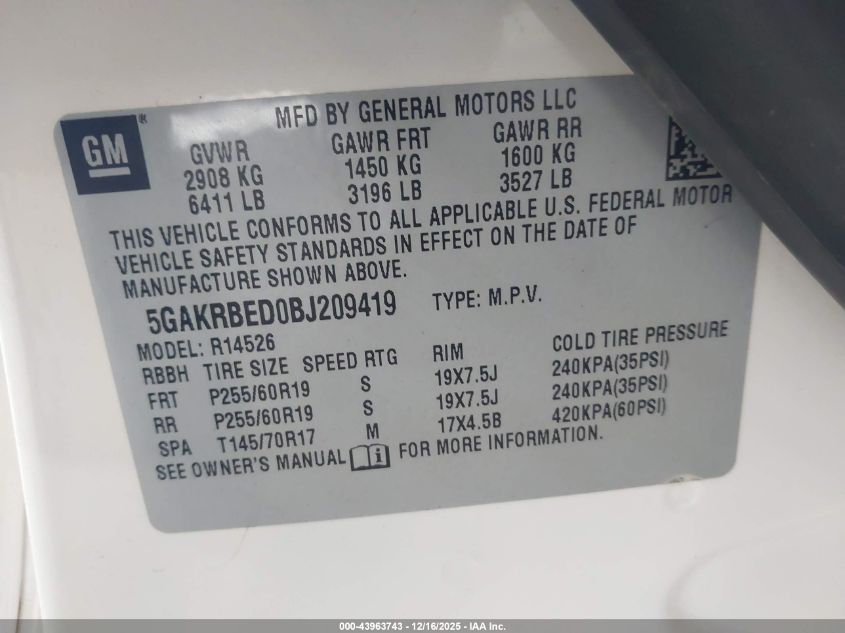 MFD BY GENERAL MOTORS LLC
GM ®
GVWR GAWR FRT GAWR RR
2908 KG 1450 KG 1600 KG
6411 LB 3196 LB 3527 LB
THIS VEHICLE CONFORMS TO ALL APPLICABLE U.S. FEDERAL MOTOR
VEHICLE SAFETY STANDARDS IN EFFECT ON THE DATE OF
MANUFACTURE SHOWN ABOVE.
5GAKRBED0BJ209419 TYPE: M.P.V.
MODEL: R14526
RBBH TIRE SIZE SPEED RTG RIM COLD TIRE PRESSURE
FRT P255/60R19 S 19X7.5J 240KPA(35PSI)
RR P255/60R19 S 19X7.5J 240KPA(35PSI)
SPA T145/70R17 M 17X4.5B 420KPA(60PSI)
SEE OWNER'S MANUAL i FOR MORE INFORMATION.
000-43963743 - 12/16/2025 - IAA Inc.